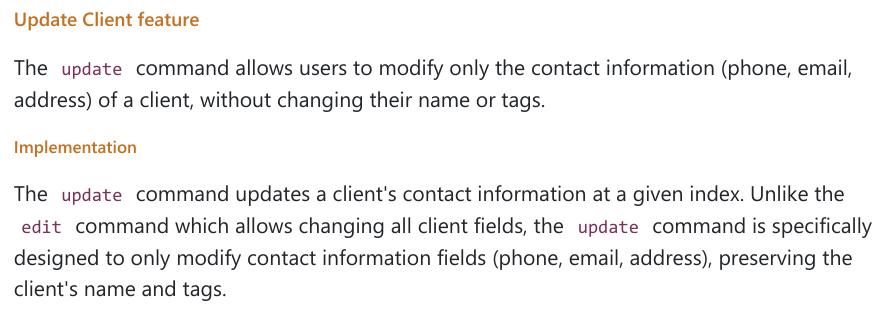 Update Client feature
The update command allows users to modify only the contact information (phone, email,
address) of a client, without changing their name or tags.
Implementation
The update command updates a client's contact information at a given index. Unlike the
edit command which allows changing all client fields, the update command is specifically
designed to only modify contact information fields (phone, email, address), preserving the
client's name and tags.